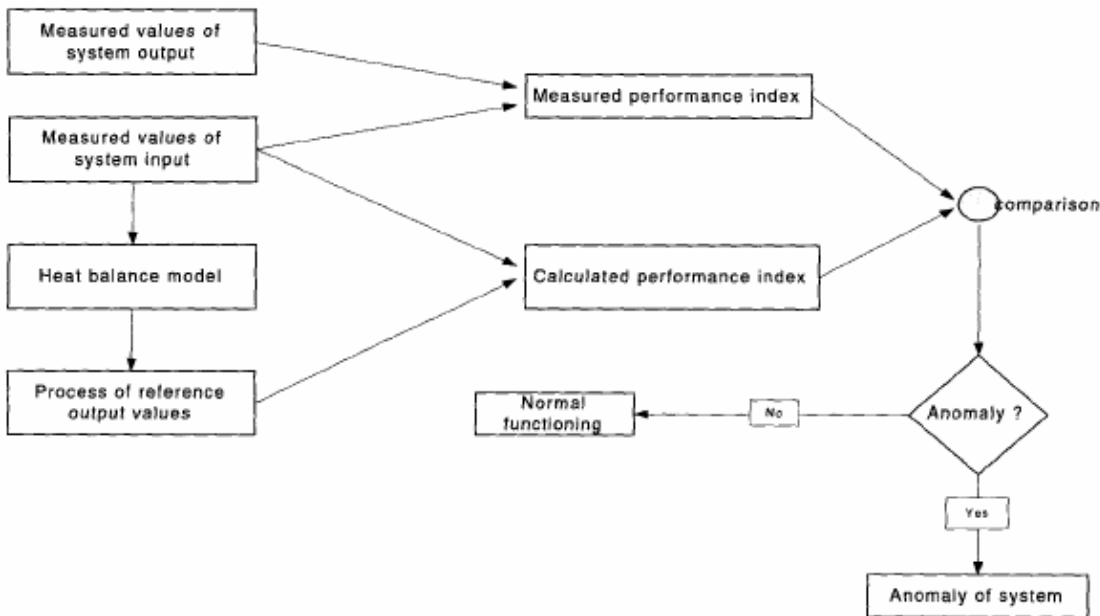 Measured values of
system output
Measured values of
system input
Measured performance index
comparison
Heat balance model
Calculated performance index
Process of reference
output values
Normal
functioning
No
Anomaly ?
Yes
Anomaly of system